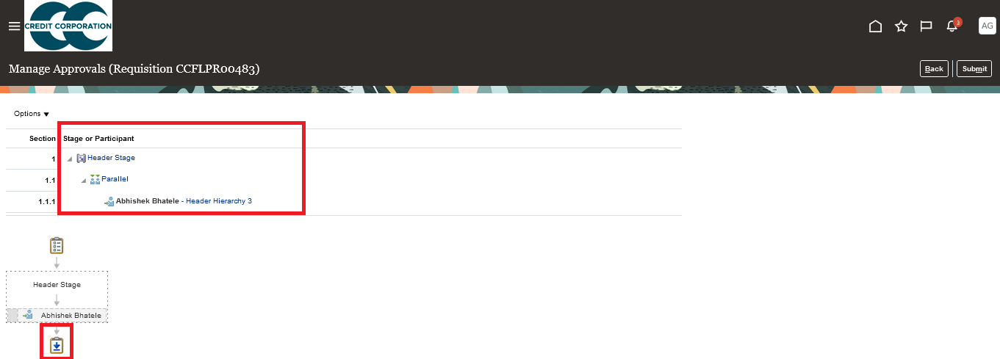 CREDIT CORPORATION
3
AG
Manage Approvals (Requisition CCFLPR00483)
Back
Submit
Options
Section Stage or Participant
1 Header Stage
1.1 Parallel
1.1.1 Abhishek Bhatele - Header Hierarchy 3
Header Stage
Abhishek Bhatele